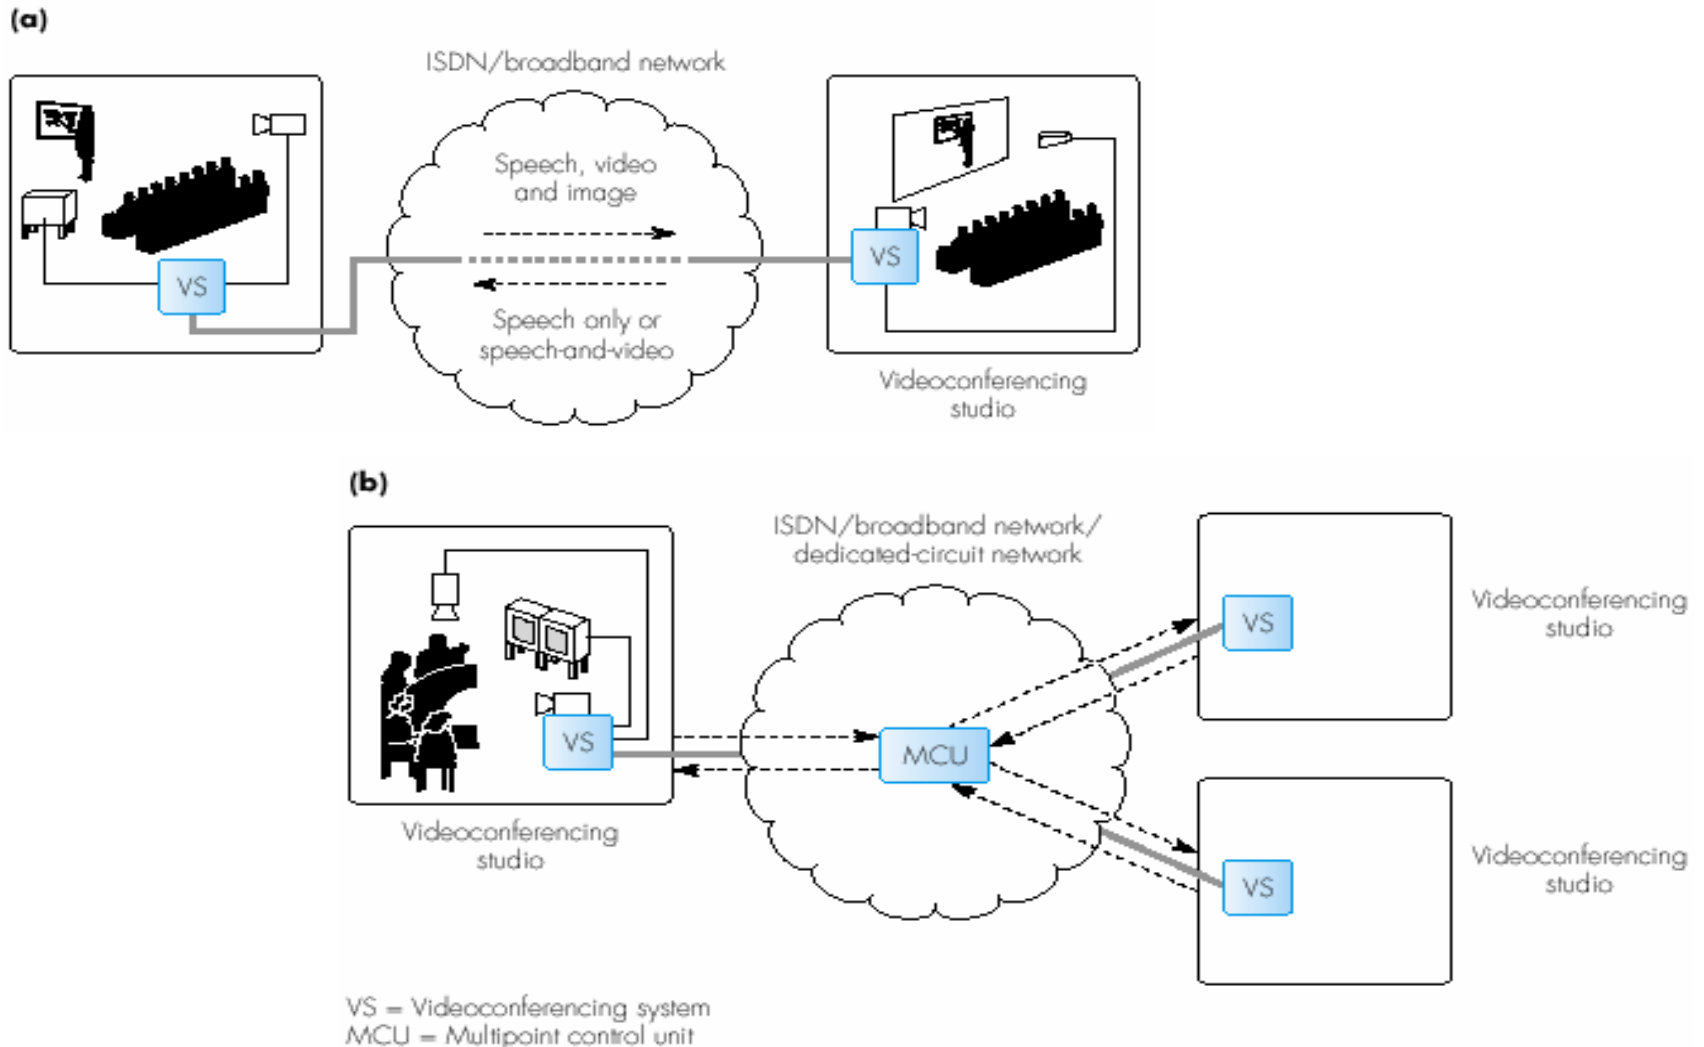 (a)
ISDN/broadband network
Speech, video
and image
VS
VS
Speech only or
speech-and-video
Videoconferencing
studio
(b)
ISDN/broadband network/
dedicated-circuit network
VS
Videoconferencing
studio
VS
MCU
Videoconferencing
studio
Videoconferencing
studio
VS
VS = Videoconferencing system
MCU = Multipoint control unit